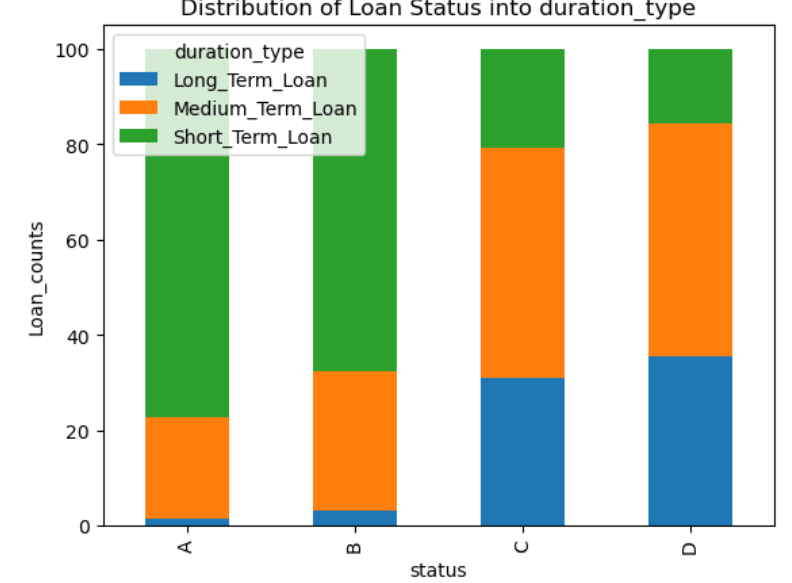 Distribution of Loan Status into duration_type
duration_type
Long_Term_Loan
Medium_Term_Loan
Short_Term_Loan
Loan_counts
100
80
60
40
20
0
A
B
C
D
status